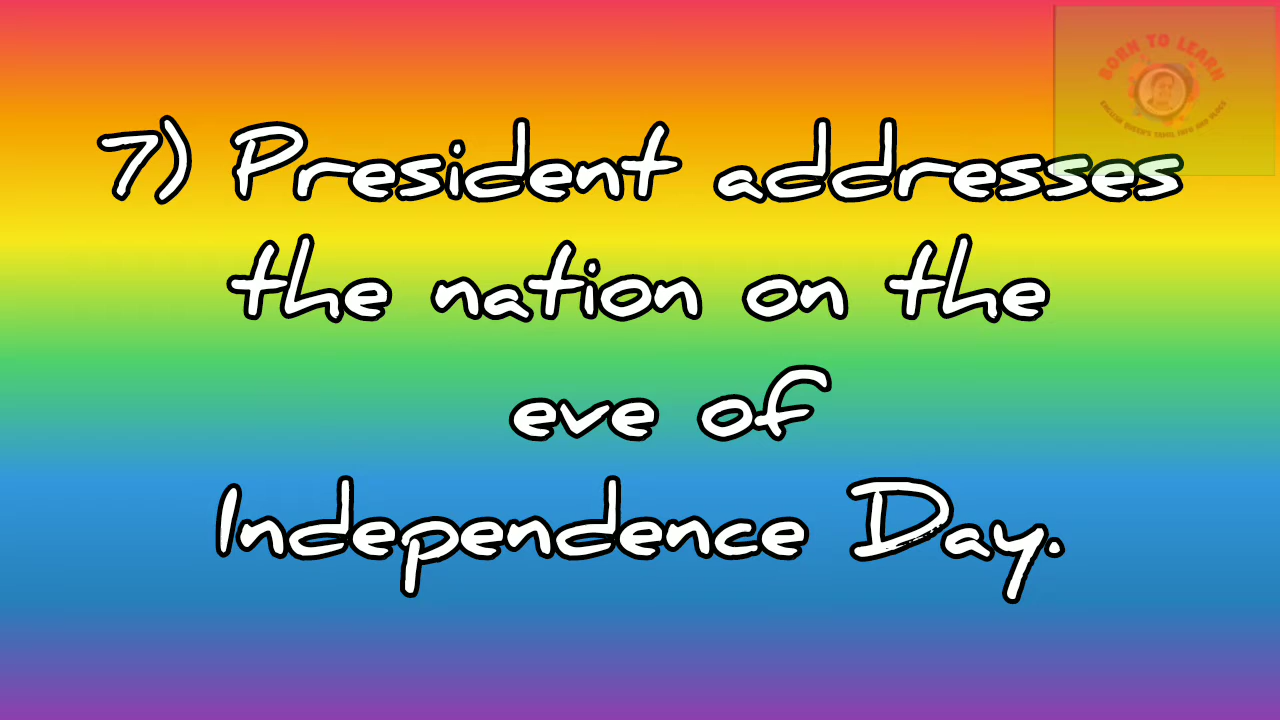 BORN TO LEARN
7) President addresses
the nation on the
eve of
Independence Day.